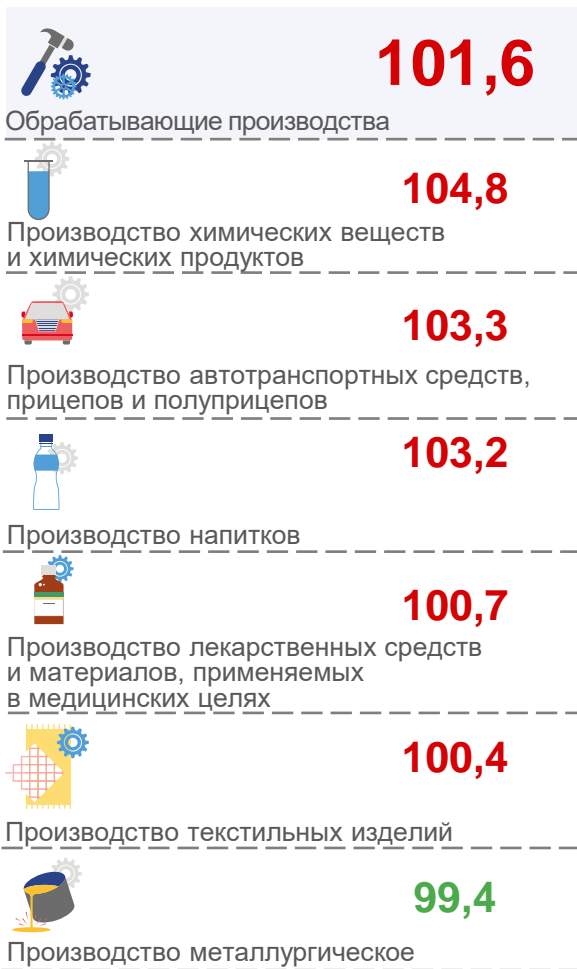 101,6
Обрабатывающие производства
104,8
Производство химических веществ
и химических продуктов
103,3
Производство автотранспортных средств,
прицепов и полуприцепов
103,2
Производство напитков
100,7
Производство лекарственных средств
и материалов, применяемых
в медицинских целях
100,4
Производство текстильных изделий
99,4
Производство металлургическое